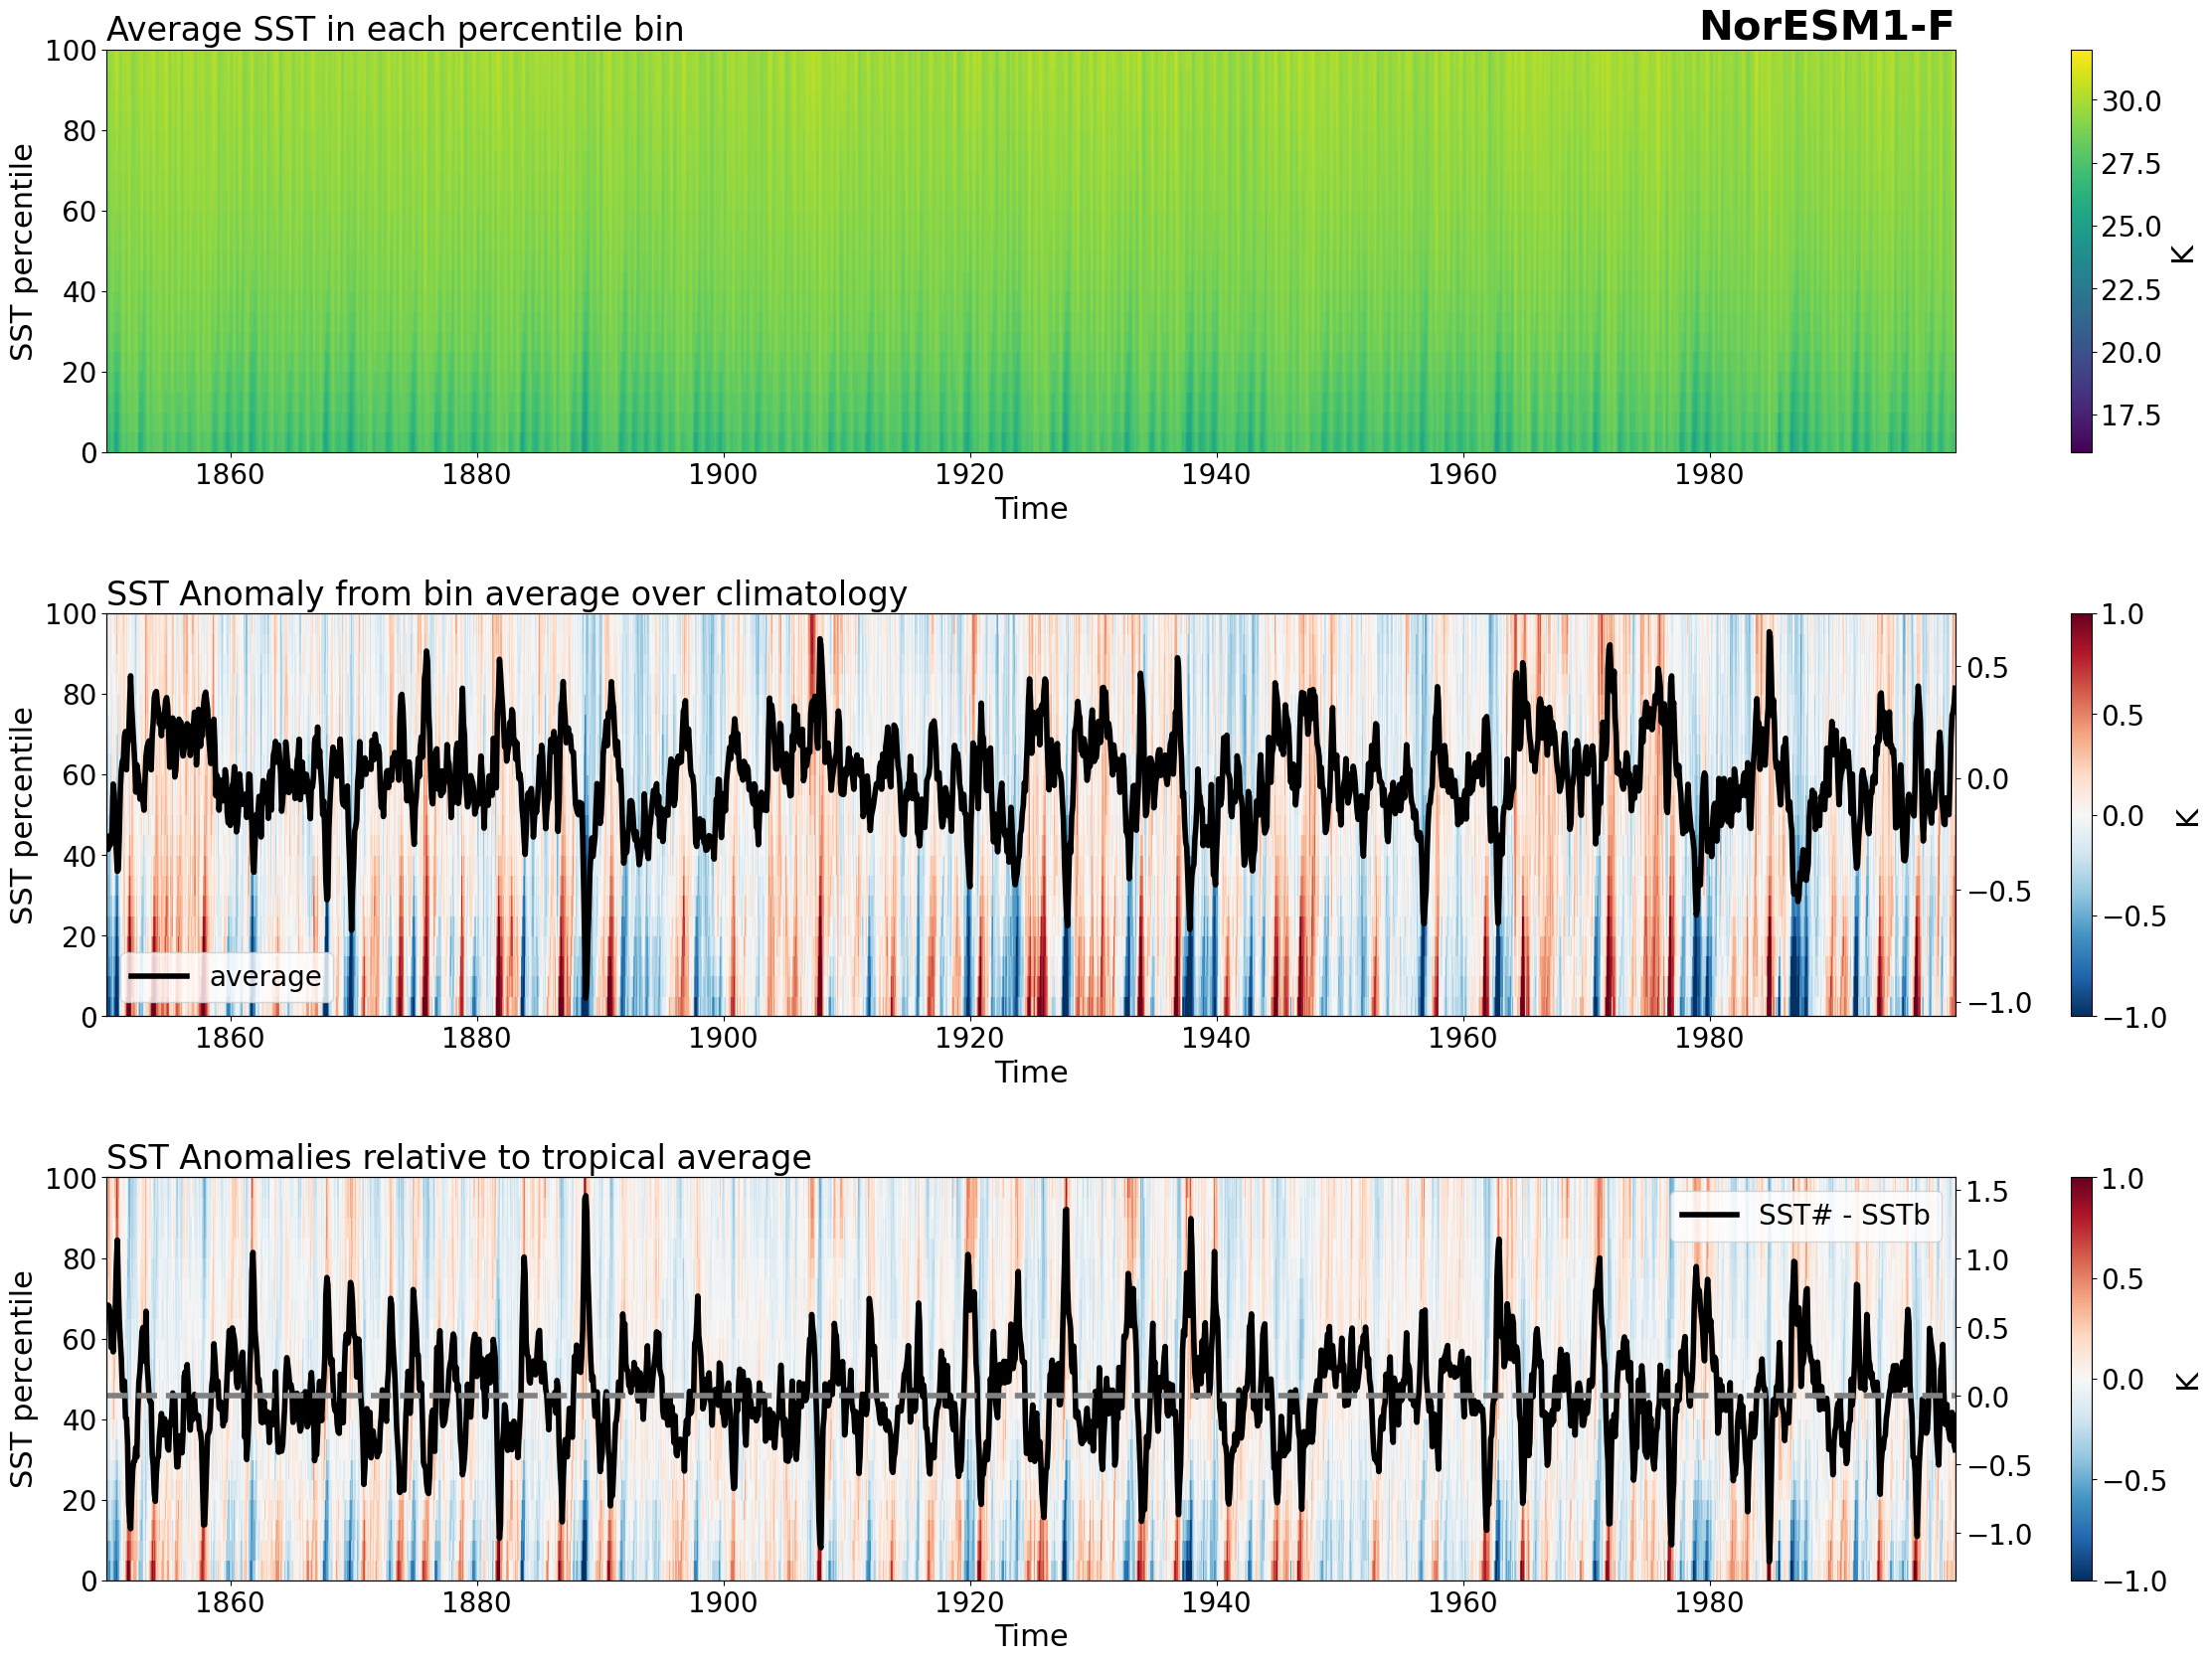 Average SST in each percentile bin
NorESM1-F
100
80
60
40
20
0
SST percentile
1860 1880 1900 1920 1940 1960 1980
Time
30.0
27.5
25.0
22.5
20.0
17.5
K
SST Anomaly from bin average over climatology
100
80
60
40
20
0
SST percentile
average
1860 1880 1900 1920 1940 1960 1980
Time
0.5
0.0
−0.5
−1.0
1.0
0.5
0.0
−0.5
−1.0
K
SST Anomalies relative to tropical average
100
80
60
40
20
0
SST percentile
SST# - SSTb
1860 1880 1900 1920 1940 1960 1980
Time
1.5
1.0
0.5
0.0
−0.5
−1.0
1.0
0.5
0.0
−0.5
−1.0
K